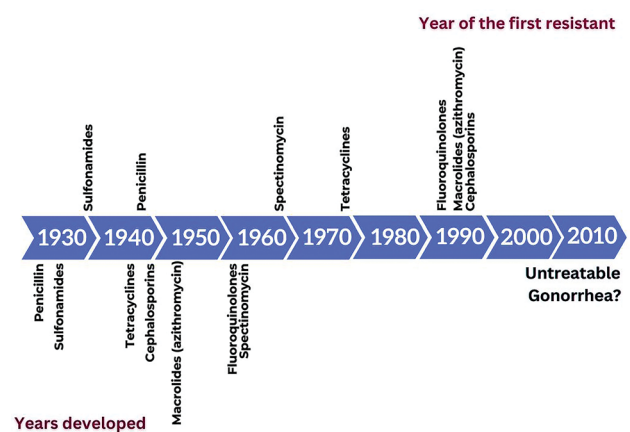 Year of the first resistant
Sulfonamides
Penicillin
Spectinomycin
Tetracyclines
Fluoroquinolones
Macrolides (azithromycin)
Cephalosporins
1930 1940 1950 1960 1970 1980 1990 2000 2010
Penicillin
Sulfonamides
Tetracyclines
Cephalosporins
Macrolides (azithromycin)
Fluoroquinolones
Spectinomycin
Untreatable
Gonorrhea?
Years developed